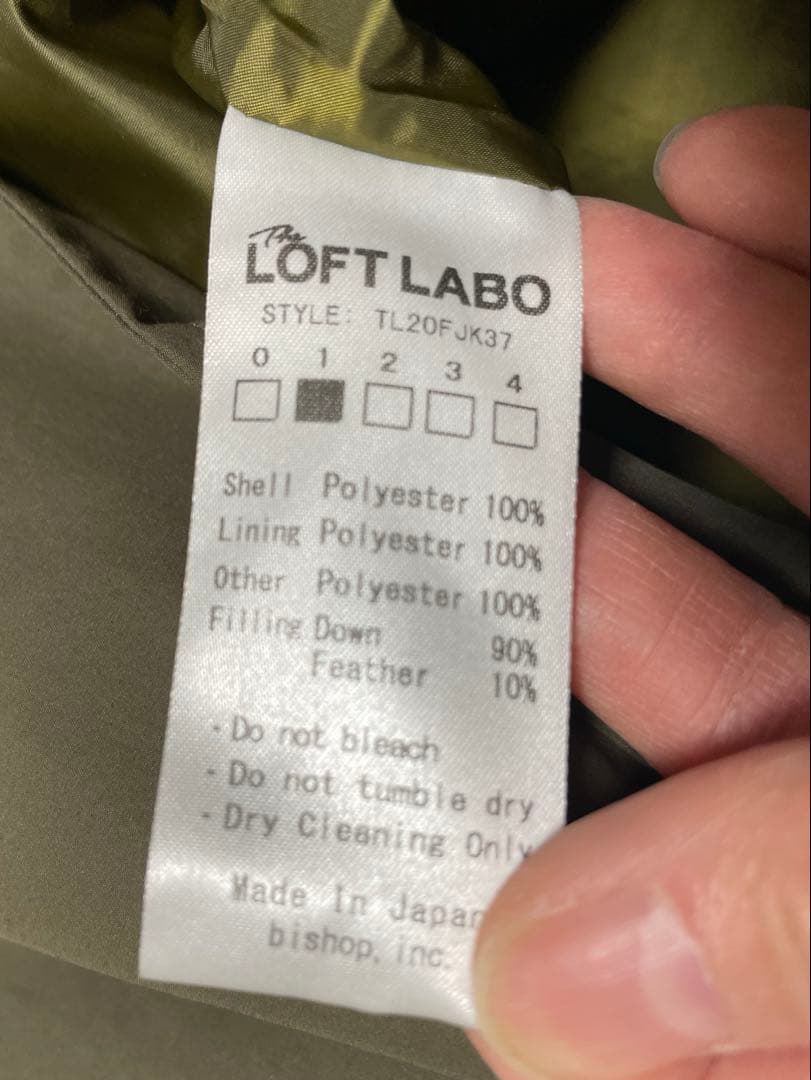 The
LOFT LABO
STYLE: TL20FJK37
0 1 2 3 4
Shell Polyester 100%
Lining Polyester 100%
Other Polyester 100%
Filling Down 90%
Feather 10%
- Do not bleach
- Do not tumble dry
- Dry Cleaning Only
Made In Japan
bishop, inc.